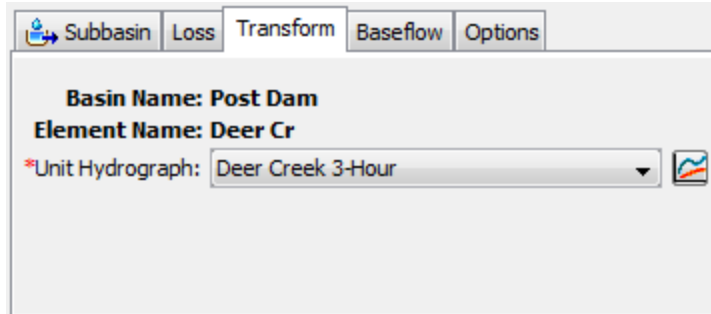 Subbasin Loss Transform Baseflow Options
Basin Name: Post Dam
Element Name: Deer Cr
*Unit Hydrograph: Deer Creek 3-Hour